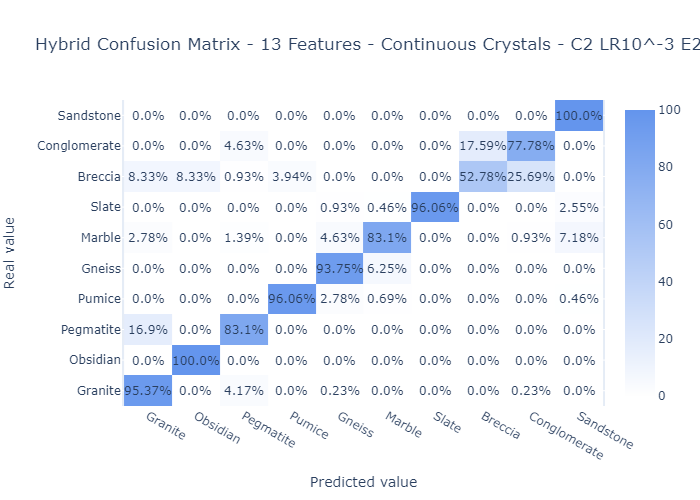 Hybrid Confusion Matrix - 13 Features - Continuous Crystals - C2 LR10^-3 E2
Sandstone 0.0% 0.0% 0.0% 0.0% 0.0% 0.0% 0.0% 0.0% 0.0% 100.0%
Conglomerate 0.0% 0.0% 4.63% 0.0% 0.0% 0.0% 0.0% 17.59% 77.78% 0.0%
Breccia 8.33% 8.33% 0.93% 3.94% 0.0% 0.0% 0.0% 52.78% 25.69% 0.0%
Slate 0.0% 0.0% 0.0% 0.0% 0.93% 0.46% 96.06% 0.0% 0.0% 2.55%
Marble 2.78% 0.0% 1.39% 0.0% 4.63% 83.1% 0.0% 0.0% 0.93% 7.18%
Gneiss 0.0% 0.0% 0.0% 0.0% 93.75% 6.25% 0.0% 0.0% 0.0% 0.0%
Pumice 0.0% 0.0% 0.0% 96.06% 2.78% 0.69% 0.0% 0.0% 0.0% 0.46%
Pegmatite 16.9% 0.0% 83.1% 0.0% 0.0% 0.0% 0.0% 0.0% 0.0% 0.0%
Obsidian 0.0% 100.0% 0.0% 0.0% 0.0% 0.0% 0.0% 0.0% 0.0% 0.0%
Granite 95.37% 0.0% 4.17% 0.0% 0.23% 0.0% 0.0% 0.0% 0.23% 0.0%
Granite Obsidian Pegmatite Pumice Gneiss Marble Slate Breccia Conglomerate Sandstone
Predicted value
Real value
100
80
60
40
20
0